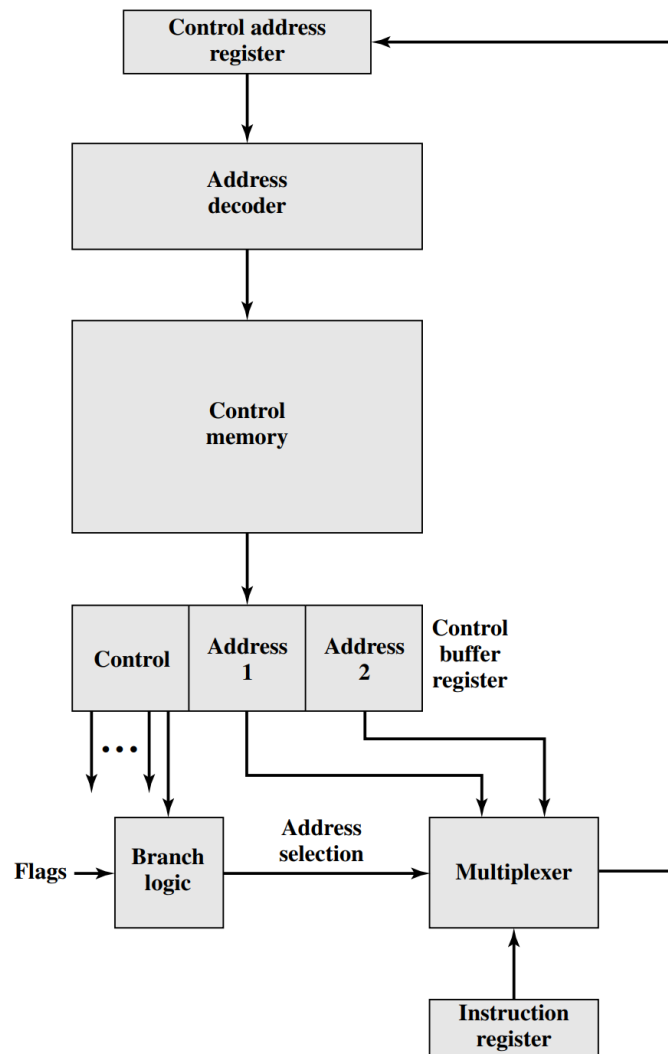 Control address
register
Address
decoder
Control
memory
Control
Address
1
Address
2
Control
buffer
register
Flags
Branch
logic
Address
selection
Multiplexer
Instruction
register